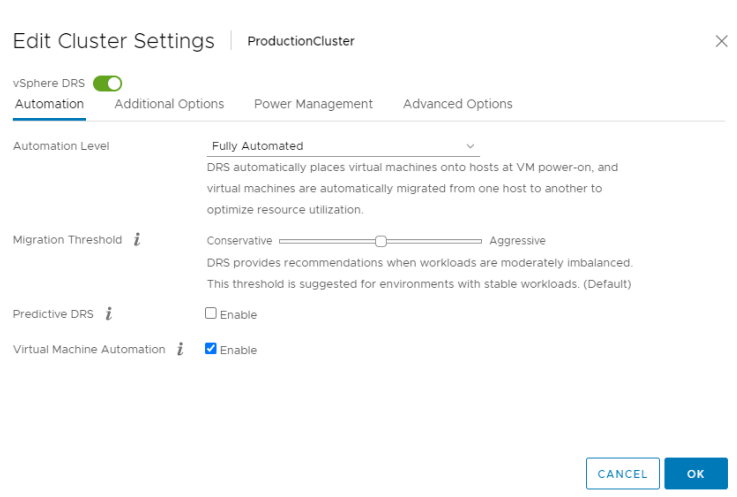 Edit Cluster Settings ProductionCluster
vSphere DRS
Automation Additional Options Power Management Advanced Options
Automation Level Fully Automated
DRS automatically places virtual machines onto hosts at VM power-on, and
virtual machines are automatically migrated from one host to another to
optimize resource utilization.
Migration Threshold i Conservative Aggressive
DRS provides recommendations when workloads are moderately imbalanced.
This threshold is suggested for environments with stable workloads. (Default)
Predictive DRS i Enable
Virtual Machine Automation i Enable
CANCEL OK